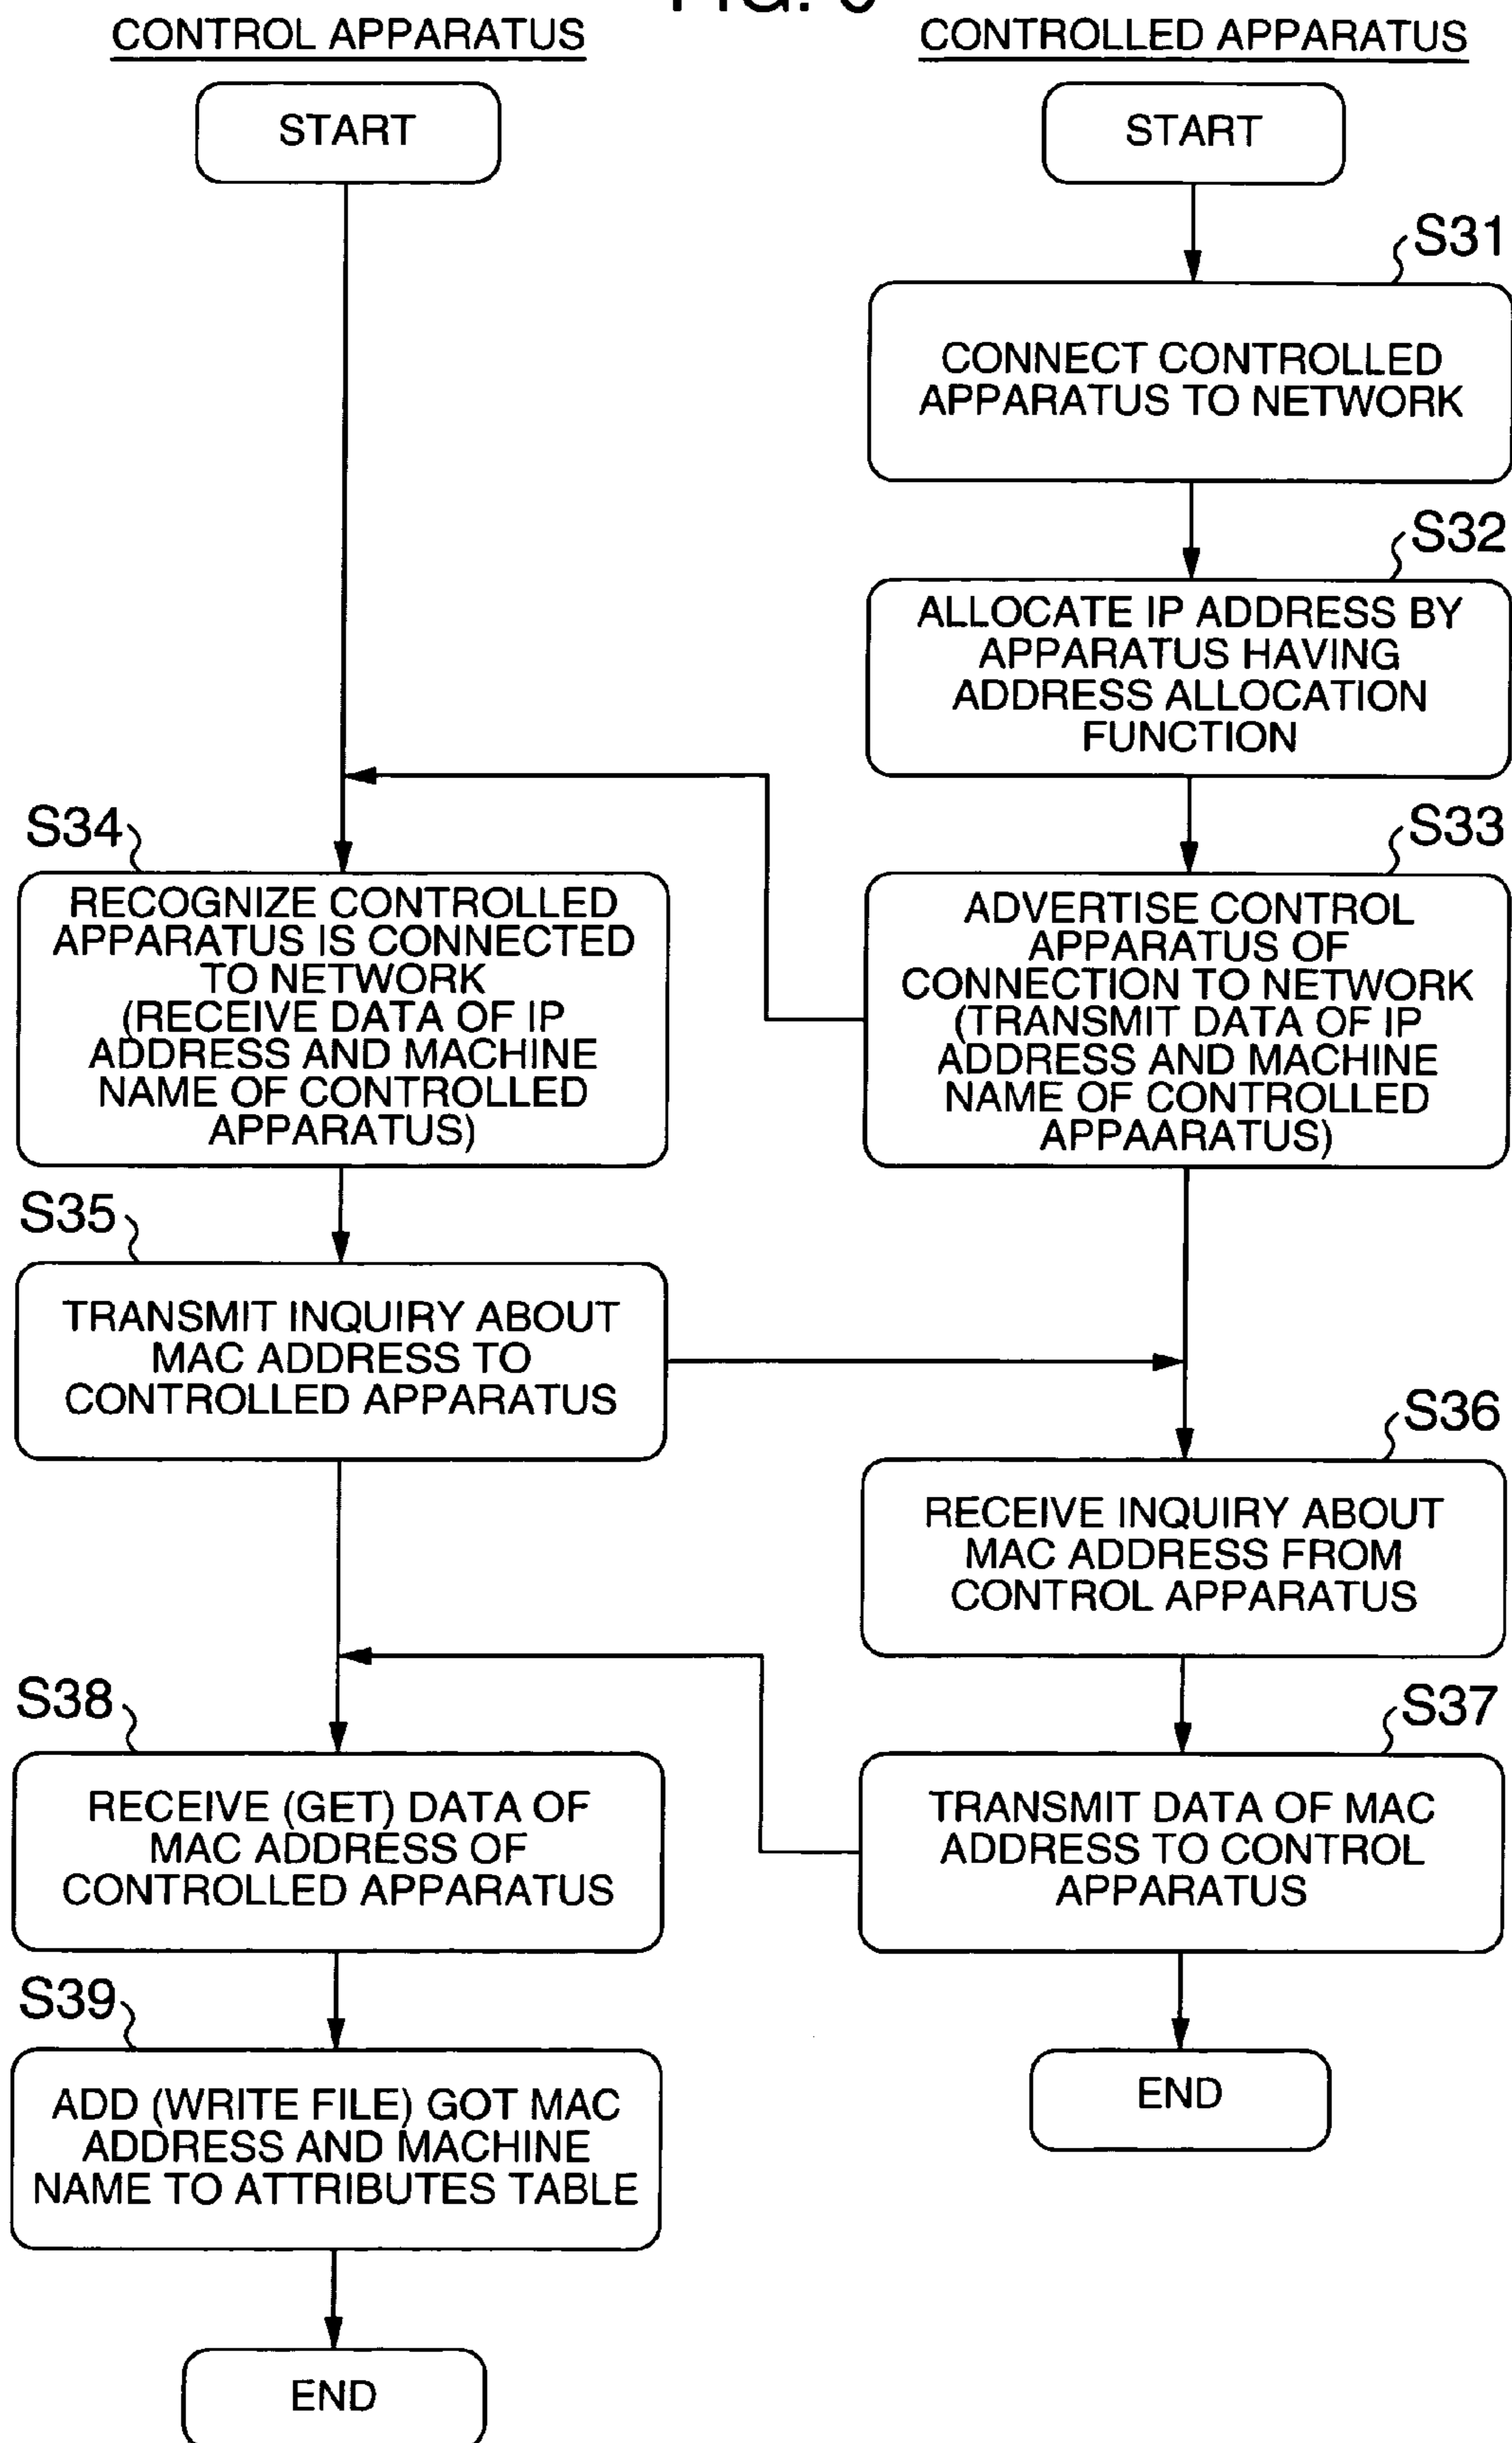 CONTROL APPARATUS
CONTROLLED APPARATUS
START
START
S31
CONNECT CONTROLLED
APPARATUS TO NETWORK
S32
ALLOCATE IP ADDRESS BY
APPARATUS HAVING
ADDRESS ALLOCATION
FUNCTION
S33
ADVERTISE CONTROL
APPARATUS OF
CONNECTION TO NETWORK
(TRANSMIT DATA OF IP
ADDRESS AND MACHINE
NAME OF CONTROLLED
APPAARATUS)
S34
RECOGNIZE CONTROLLED
APPARATUS IS CONNECTED
TO NETWORK
(RECEIVE DATA OF IP
ADDRESS AND MACHINE
NAME OF CONTROLLED
APPARATUS)
S35
TRANSMIT INQUIRY ABOUT
MAC ADDRESS TO
CONTROLLED APPARATUS
S36
RECEIVE INQUIRY ABOUT
MAC ADDRESS FROM
CONTROL APPARATUS
S37
TRANSMIT DATA OF MAC
ADDRESS TO CONTROL
APPARATUS
S38
RECEIVE (GET) DATA OF
MAC ADDRESS OF
CONTROLLED APPARATUS
S39
ADD (WRITE FILE) GOT MAC
ADDRESS AND MACHINE
NAME TO ATTRIBUTES TABLE
END
END